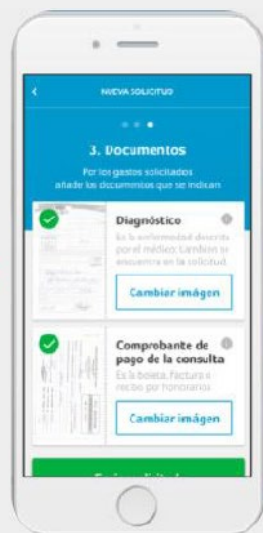 NUEVA SOLICITUD
3. Documentos
Por los gastos solicitados
añade los documentos que se indican
Diagnóstico
Es la enfermedad descrita
por el médico; también se
encuentra en la solicitud.
Cambiar imágen
Comprobante de
pago de la consulta
Es la boleta, factura o
recibo por honorarios
Cambiar imágen